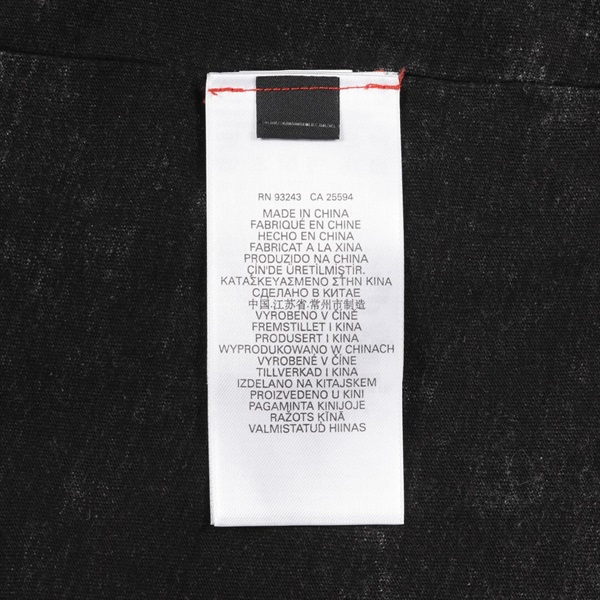 RN 93243 CA 25594
MADE IN CHINA
FABRIQUÉ EN CHINE
HECHO EN CHINA
FABRICAT A LA XINA
PRODUZIDO NA CHINA
ÇİN'DE ÜRETİLMİŞTİR.
ΚΑΤΑΣΚΕΥΑΣΜΕΝΟ ΣΤΗΝ ΚΙΝΑ
СДЕЛАНО В КИТАЕ
中国.江苏省.常州市制造
VYROBENO V ČÍNĚ
FREMSTILLET I KINA
PRODUSERT I KINA
WYPRODUKOWANO W CHINACH
VYROBENÉ V ČÍNE
TILLVERKAD I KINA
IZDELANO NA KITAJSKEM
PROIZVEDENO U KINI
PAGAMINTA KINIJOJE
RAŽOTS ĶĪNĀ
VALMISTATUD HIINAS